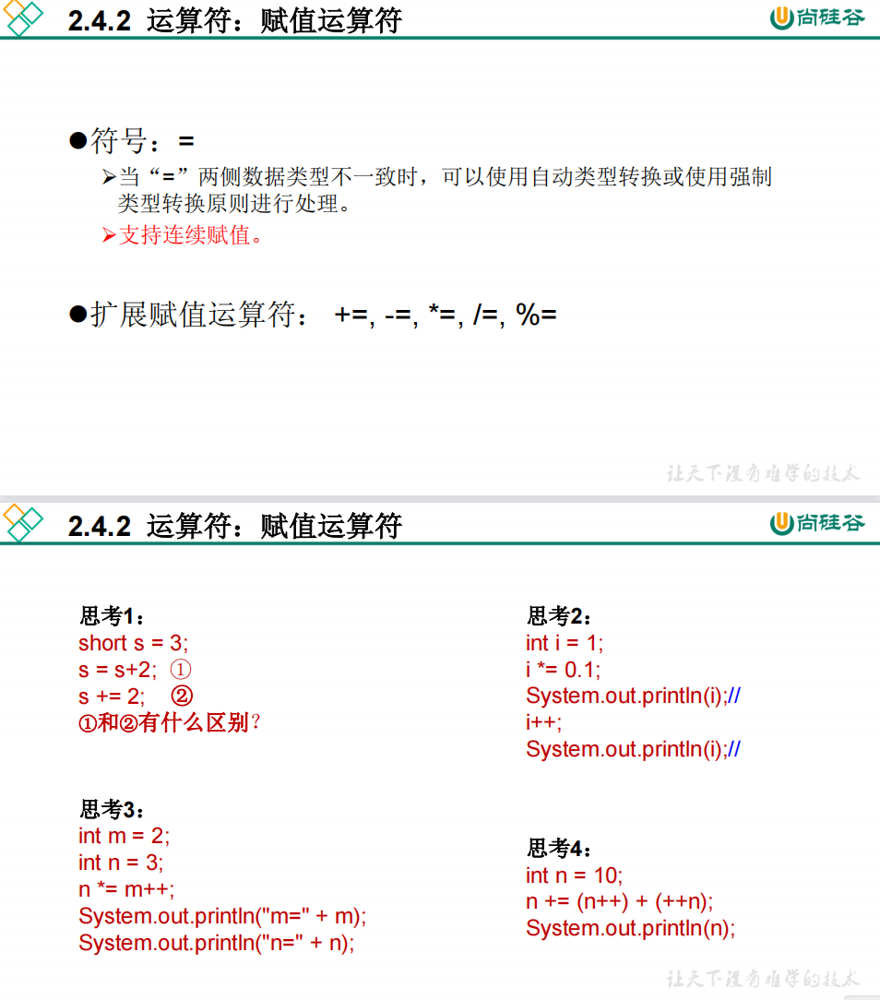 2.4.2 运算符：赋值运算符
尚硅谷
●符号：=
➢当“=”两侧数据类型不一致时，可以使用自动类型转换或使用强制
类型转换原则进行处理。
➢支持连续赋值。
●扩展赋值运算符： +=, -=, *=, /=, %=
让天下没有难学的技术
2.4.2 运算符：赋值运算符
尚硅谷
思考1：
short s = 3;
s = s+2; ①
s += 2; ②
①和②有什么区别？
思考2：
int i = 1;
i *= 0.1;
System.out.println(i);//
i++;
System.out.println(i);//
思考3：
int m = 2;
int n = 3;
n *= m++;
System.out.println("m=" + m);
System.out.println("n=" + n);
思考4：
int n = 10;
n += (n++) + (++n);
System.out.println(n);
让天下没有难学的技术